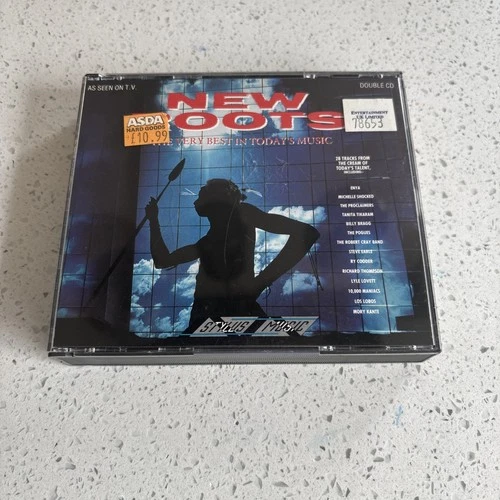 AS SEEN ON T.V.
DOUBLE CD
NEW
ROOTS
THE VERY BEST IN TODAY'S MUSIC
ASDA
HARD GOODS
£10.99
ENTERTAINMENT
UK LIMITED
78653
28 TRACKS FROM
THE CREAM OF
TODAY'S TALENT,
INCLUDING:
ENYA
MICHELLE SHOCKED
THE PROCLAIMERS
TANITA TIKARAM
BILLY BRAGG
THE POGUES
THE ROBERT CRAY BAND
STEVE EARLE
RY COODER
RICHARD THOMPSON
LYLE LOVETT
10,000 MANIACS
LOS LOBOS
MORY KANTE
STYLUS MUSIC